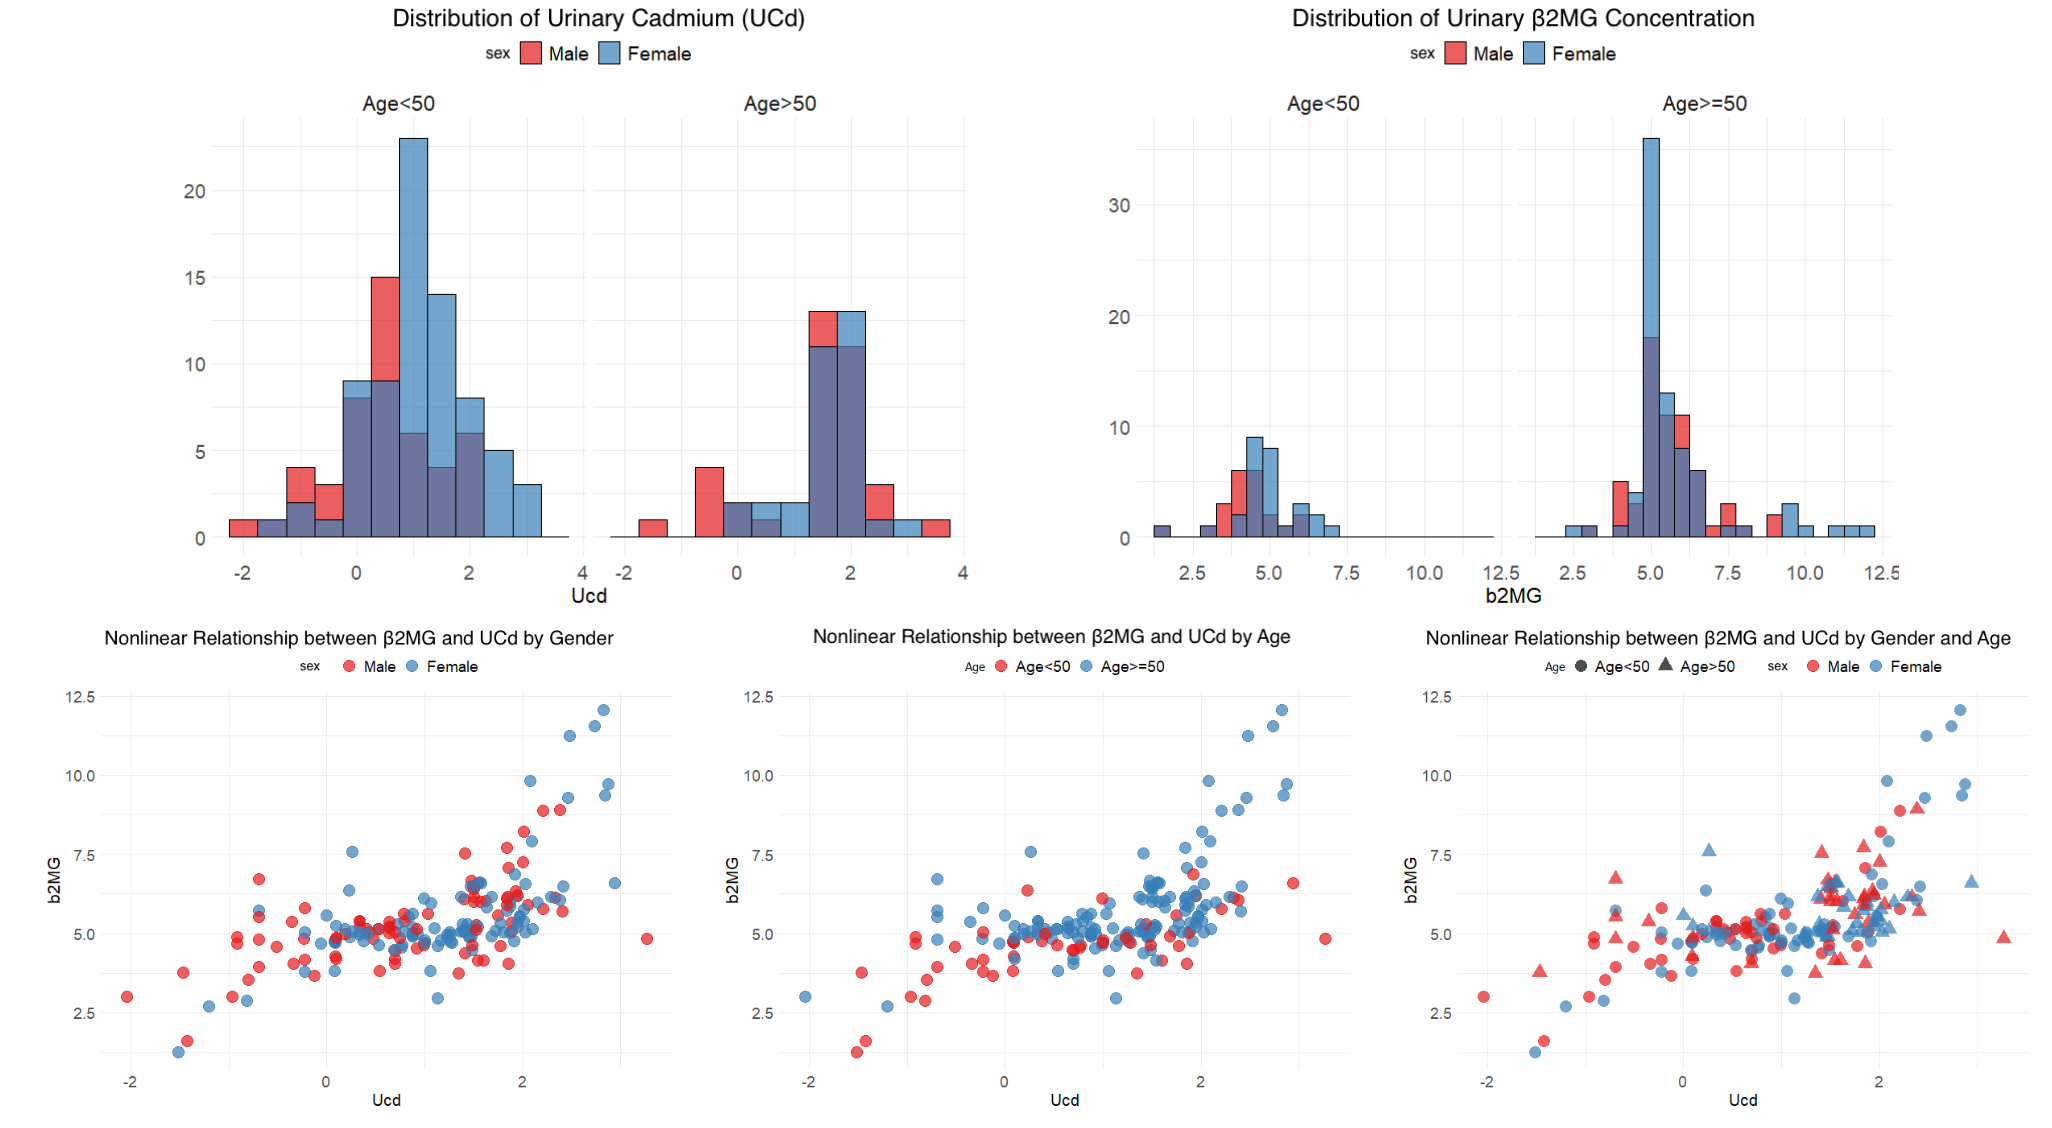 Distribution of Urinary Cadmium (UCd)
sex Male Female
Age<50 Age>50
20
15
10
5
0
-2 0 2 4 -2 0 2 4
Ucd
Distribution of Urinary β2MG Concentration
sex Male Female
Age<50 Age>=50
30
20
10
0
2.5 5.0 7.5 10.0 12.5 2.5 5.0 7.5 10.0 12.5
b2MG
Nonlinear Relationship between β2MG and UCd by Gender
sex Male Female
12.5
10.0
7.5
5.0
2.5
b2MG
-2 0 2
Ucd
Nonlinear Relationship between β2MG and UCd by Age
Age Age<50 Age>=50
12.5
10.0
7.5
5.0
2.5
b2MG
-2 0 2
Ucd
Nonlinear Relationship between β2MG and UCd by Gender and Age
Age Age<50 Age>50 sex Male Female
12.5
10.0
7.5
5.0
2.5
b2MG
-2 0 2
Ucd